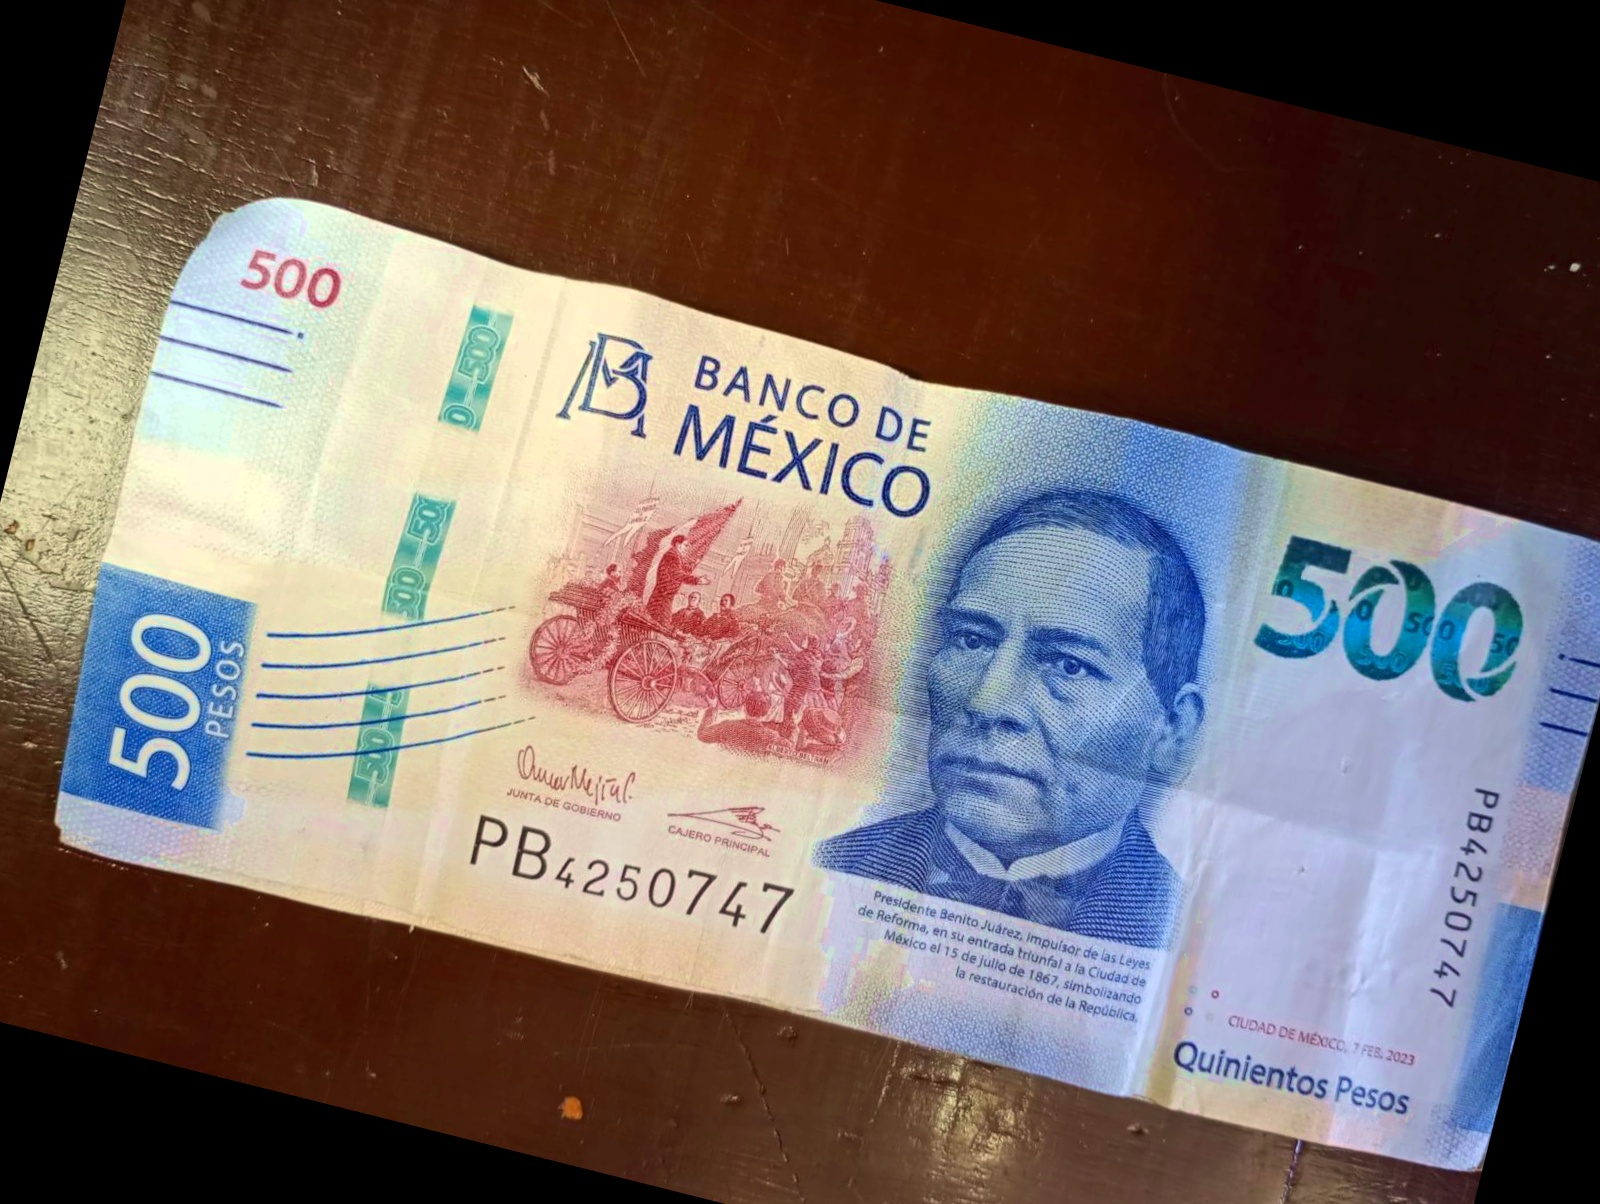 500
BANCO DE
MÉXICO
500
500
PESOS
ALBERTO BELTRÁN
JUNTA DE GOBIERNO
CAJERO PRINCIPAL
PB4250747
Presidente Benito Juárez, impulsor de las Leyes
de Reforma, en su entrada triunfal a la Ciudad de
México el 15 de julio de 1867, simbolizando
la restauración de la República.
PB4250747
CIUDAD DE MÉXICO, 7 FEB. 2023
Quinientos Pesos